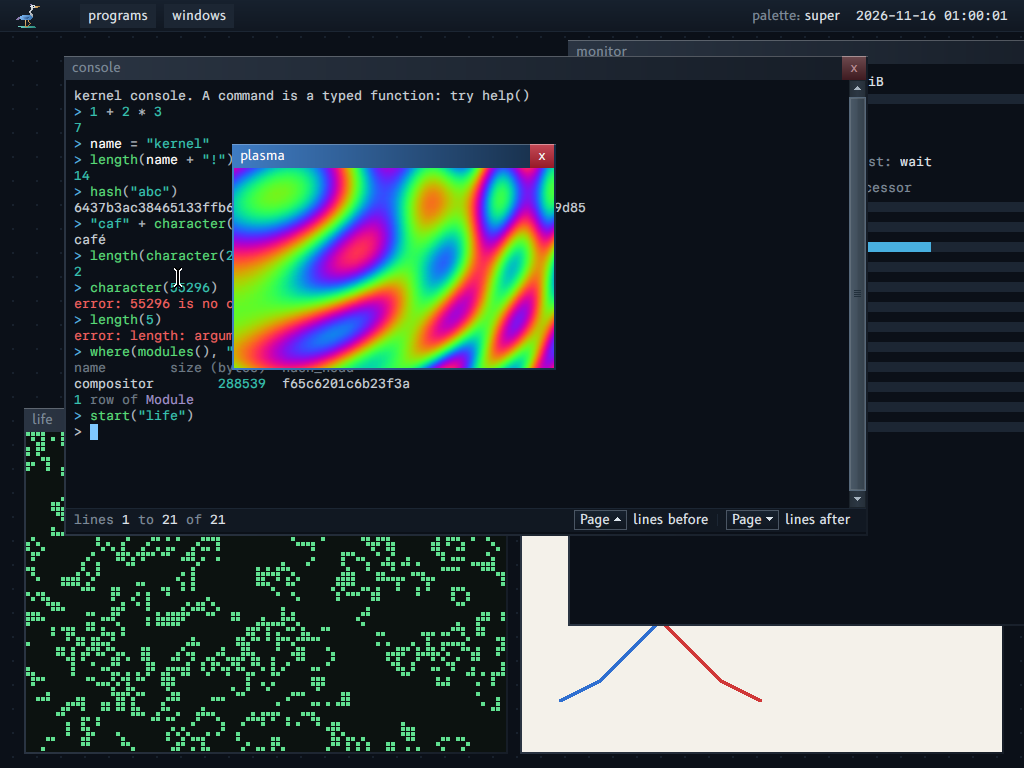 programs windows palette: super 2026-11-16 01:00:01
monitor
console x
iB
kernel console. A command is a typed function: try help()
> 1 + 2 * 3
7
> name = "kernel"
> length(name + "!")
14
> hash("abc")
6437b3ac38465133ffb6 9d85
> "caf" + character(
café
> length(character(2
2
> character(55296)
error: 55296 is no
> length(5)
error: length: argum
> where(modules(), "
name size
compositor 288539 f65c6201c6b23f3a
1 row of Module
> start("life")
>
plasma x
st: wait
cessor
life
lines 1 to 21 of 21 Page lines before Page lines after